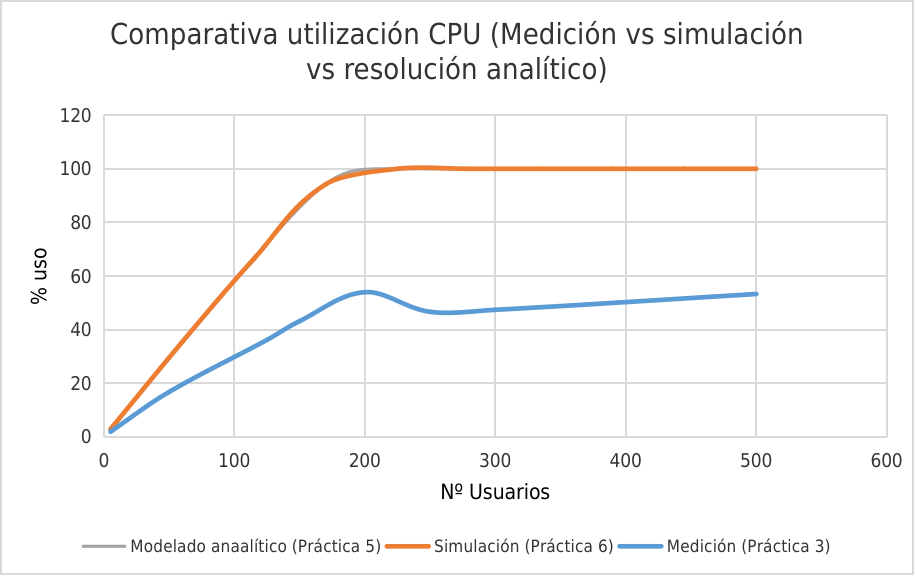 Comparativa utilización CPU (Medición vs simulación
vs resolución analítico)
120
100
80
60
40
20
0
% uso
0 100 200 300 400 500 600
Nº Usuarios
Modelado anaalítico (Práctica 5) Simulación (Práctica 6) Medición (Práctica 3)